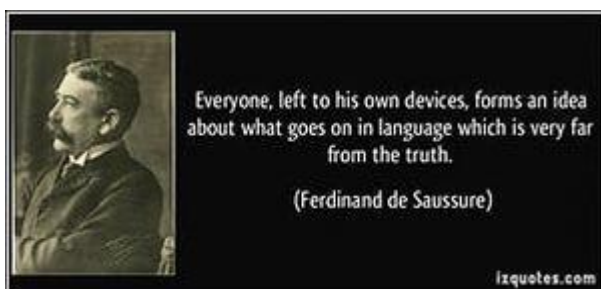 Everyone, left to his own devices, forms an idea
about what goes on in language which is very far
from the truth.
(Ferdinand de Saussure)
izquotes.com